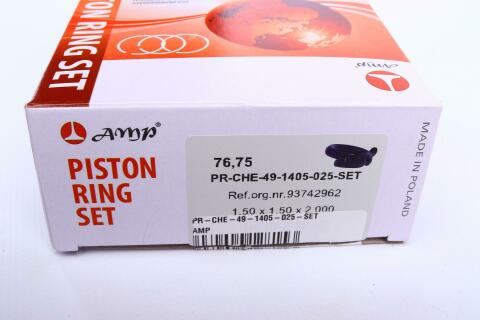 ON RING SET
AMP
AMP
PISTON
RING
SET
76,75
PR-CHE-49-1405-025-SET
Ref.org.nr.93742962
1.50 x 1.50 x 2.000
PR-CHE-49-1405-025-SET
AMP
MADE IN POLAND